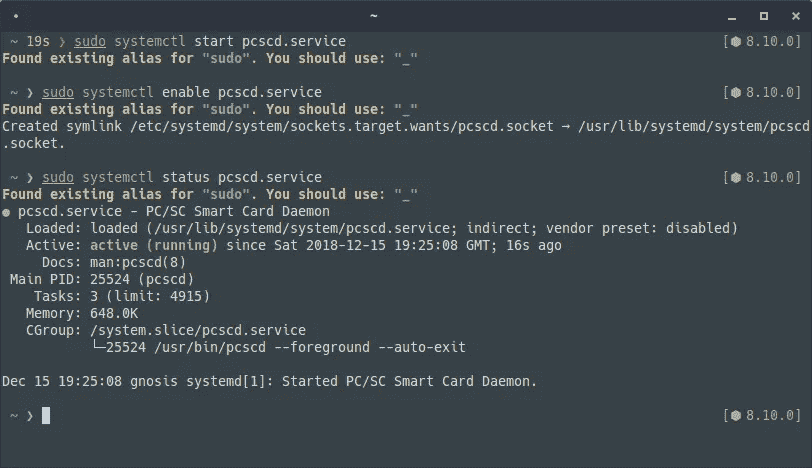 ~
~ 19s ❯ sudo systemctl start pcscd.service [⬢ 8.10.0]
Found existing alias for "sudo". You should use: "_"
~ ❯ sudo systemctl enable pcscd.service [⬢ 8.10.0]
Found existing alias for "sudo". You should use: "_"
Created symlink /etc/systemd/system/sockets.target.wants/pcscd.socket → /usr/lib/systemd/system/pcscd
.socket.
~ ❯ sudo systemctl status pcscd.service [⬢ 8.10.0]
Found existing alias for "sudo". You should use: "_"
● pcscd.service - PC/SC Smart Card Daemon
Loaded: loaded (/usr/lib/systemd/system/pcscd.service; indirect; vendor preset: disabled)
Active: active (running) since Sat 2018-12-15 19:25:08 GMT; 16s ago
Docs: man:pcscd(8)
Main PID: 25524 (pcscd)
Tasks: 3 (limit: 4915)
Memory: 648.0K
CGroup: /system.slice/pcscd.service
└─25524 /usr/bin/pcscd --foreground --auto-exit
Dec 15 19:25:08 gnosis systemd[1]: Started PC/SC Smart Card Daemon.
~ ❯ [⬢ 8.10.0]